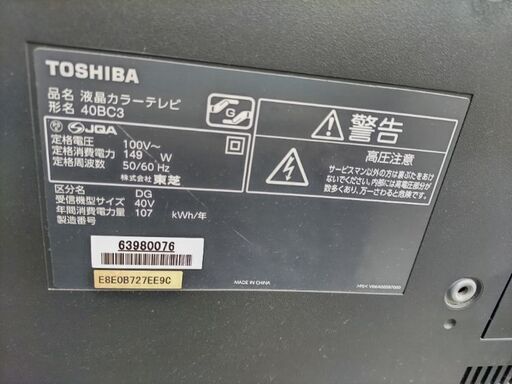 TOSHIBA
品名 液晶カラーテレビ
形名 40BC3
G
JQA
定格電圧 100V～
定格消費電力 149 W
定格周波数 50/60 Hz
株式会社 東芝
区分名 DG
受信機型サイズ 40V
年間消費電力量 107 kWh/年
製造番号
63980076
E8E0B727EE9C
警告
高圧注意
サービスマン以外の方は裏ぶたをあけ
ないでください。内部には高電圧部分が
数多くあり、万一さわると危険です。
MADE IN CHINA